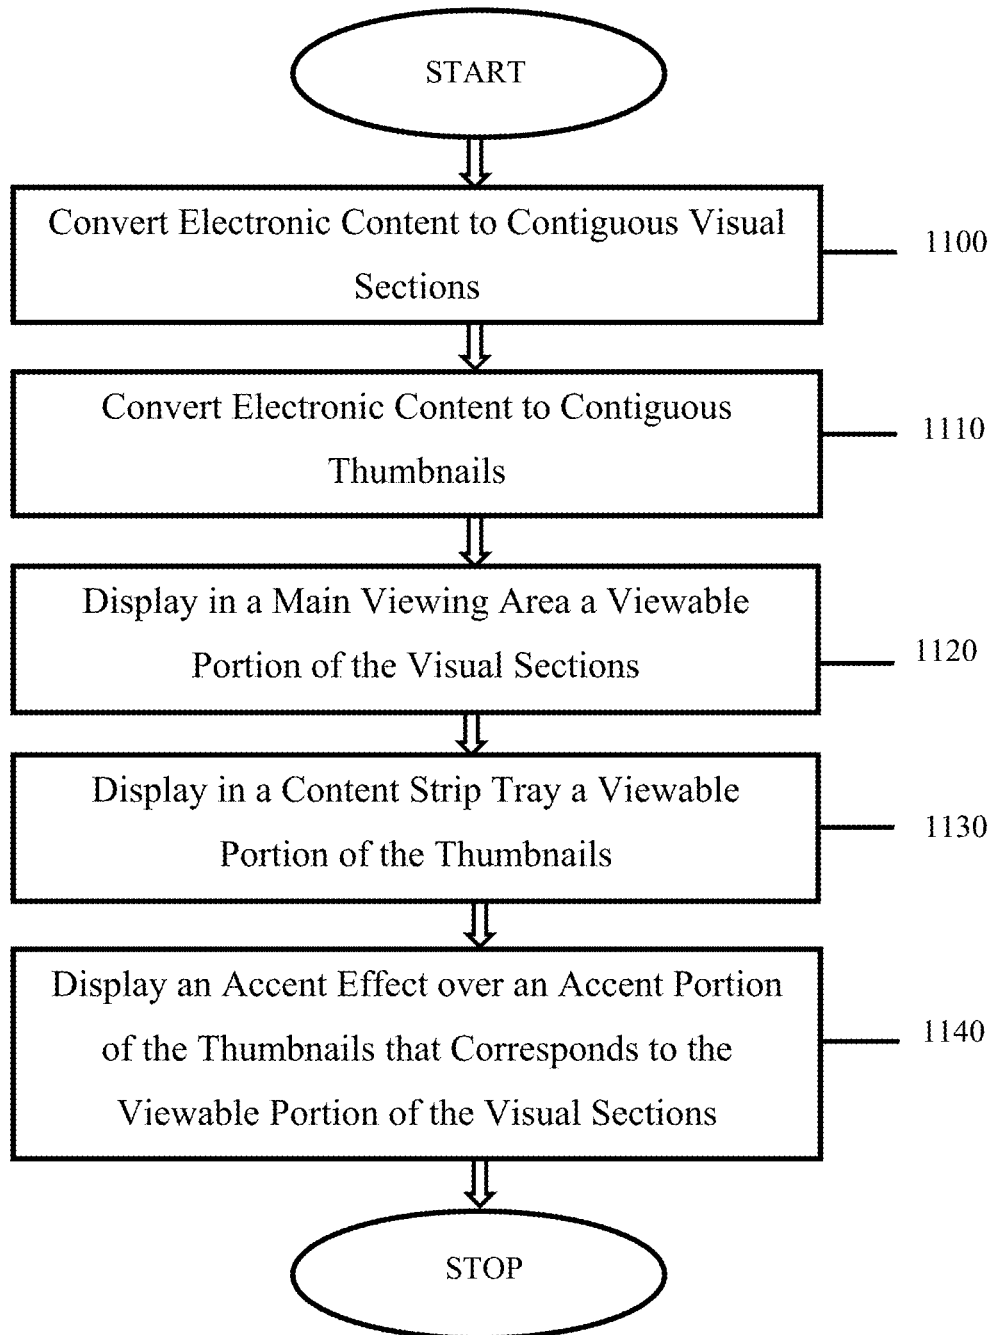 START
Convert Electronic Content to Contiguous Visual
Sections
1100
Convert Electronic Content to Contiguous
Thumbnails
1110
Display in a Main Viewing Area a Viewable
Portion of the Visual Sections
1120
Display in a Content Strip Tray a Viewable
Portion of the Thumbnails
1130
Display an Accent Effect over an Accent Portion
of the Thumbnails that Corresponds to the
Viewable Portion of the Visual Sections
1140
STOP